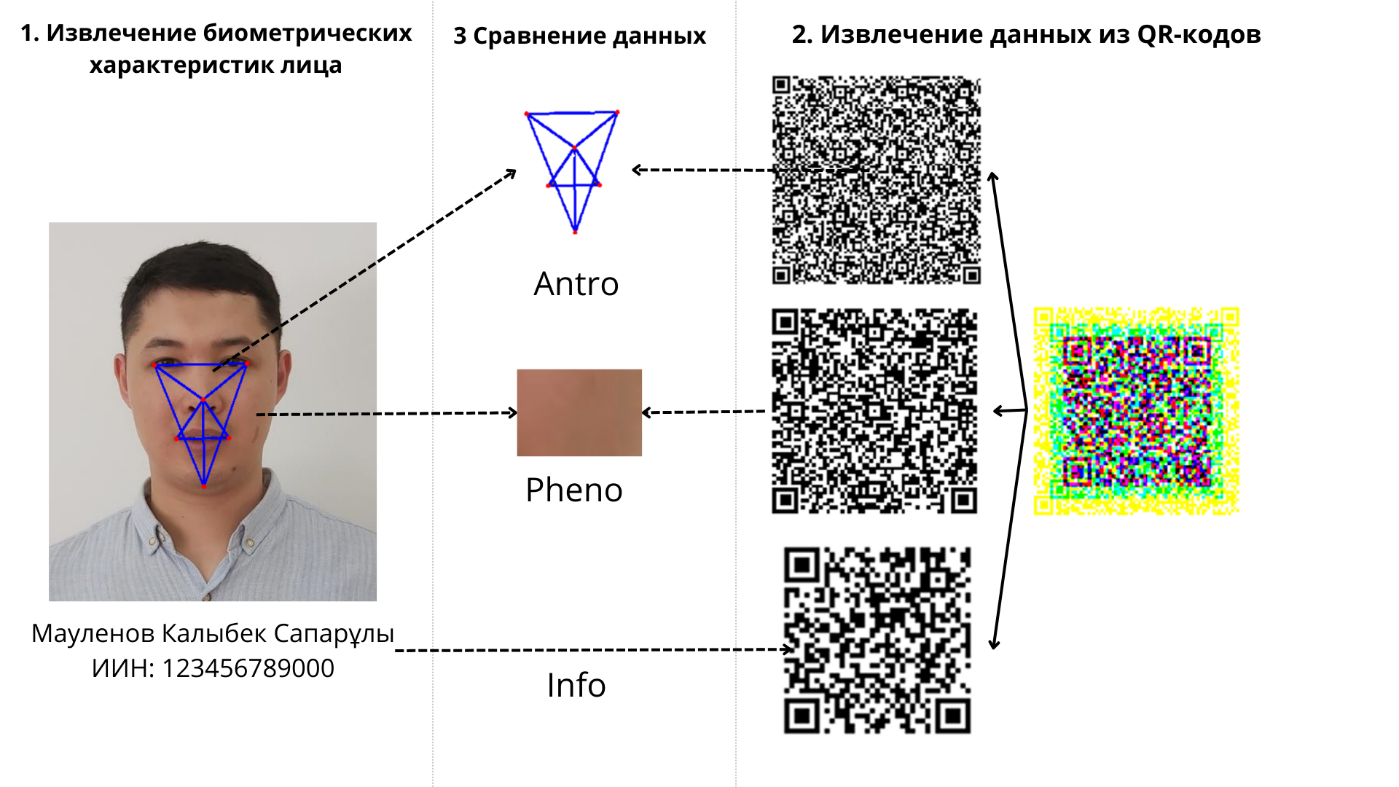 1. Извлечение биометрических
характеристик лица
3 Сравнение данных
2. Извлечение данных из QR-кодов
Antro
Pheno
Мауленов Калыбек Сапарұлы
ИИН: 123456789000
Info